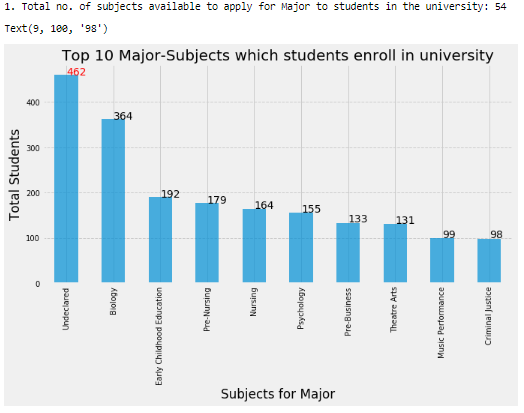 1. Total no. of subjects available to apply for Major to students in the university: 54
Text(9, 100, '98')
Top 10 Major-Subjects which students enroll in university
462
364
192
179
164
155
133
131
99
98
400
300
200
100
0
Total Students
Undeclared
Biology
Early Childhood Education
Pre-Nursing
Nursing
Psychology
Pre-Business
Theatre Arts
Music Performance
Criminal Justice
Subjects for Major